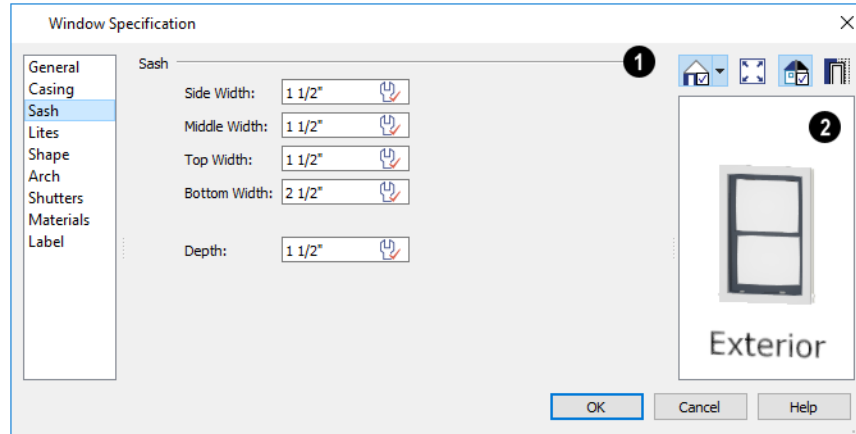 Window Specification
General
Casing
Sash
Lites
Shape
Arch
Shutters
Materials
Label
Sash
1
Side Width: 1 1/2"
Middle Width: 1 1/2"
Top Width: 1 1/2"
Bottom Width: 2 1/2"
Depth: 1 1/2"
2
Exterior
OK Cancel Help